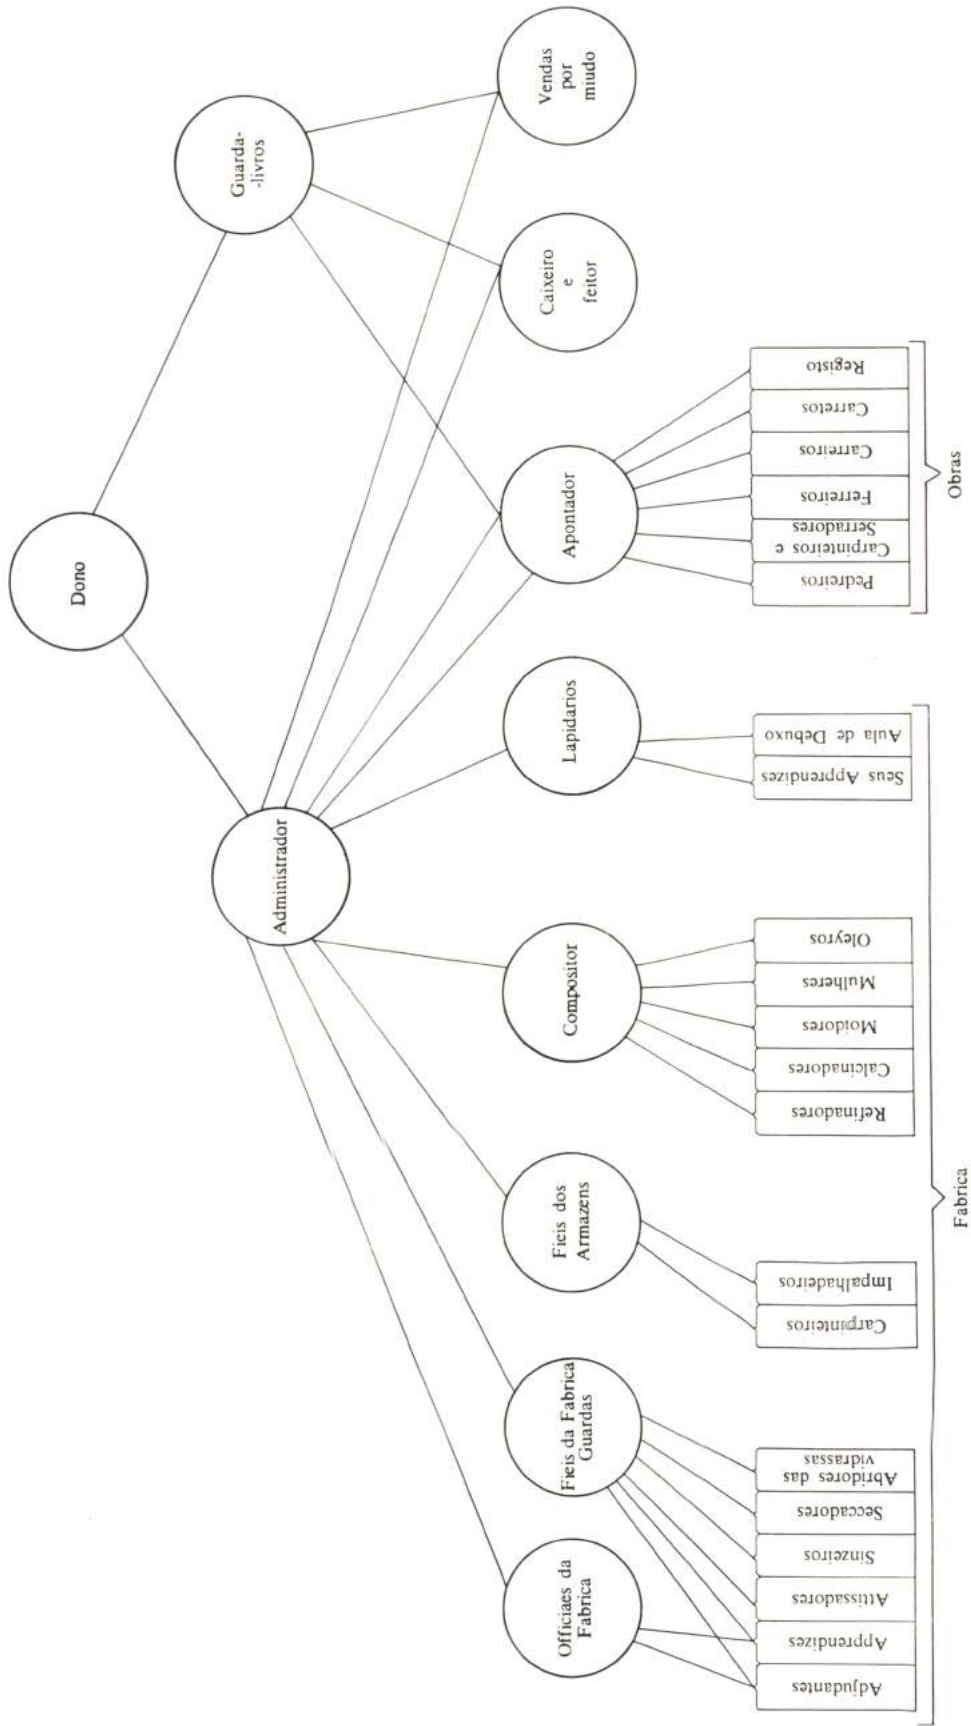 Dono
Guarda-
-livros
Administrador
Officiaes da
Fabrica
Fieis da Fabrica
Guardas
Fieis dos
Armazens
Compositor
Lapidarios
Apontador
Caixeiro
e
feitor
Vendas
por
miudo
Adjudantes
Apprendizes
Attissadores
Sinzeiros
Seccadores
Abridores das
vidrassas
Carpinteiros
Impalhadeiros
Refinadores
Calcinadores
Moidores
Mulheres
Oleyros
Seus Apprendizes
Aula de Debuxo
Pedreiros
Carpinteiros e
Serradores
Ferreiros
Carreiros
Carretos
Registo
Fabrica
Obras